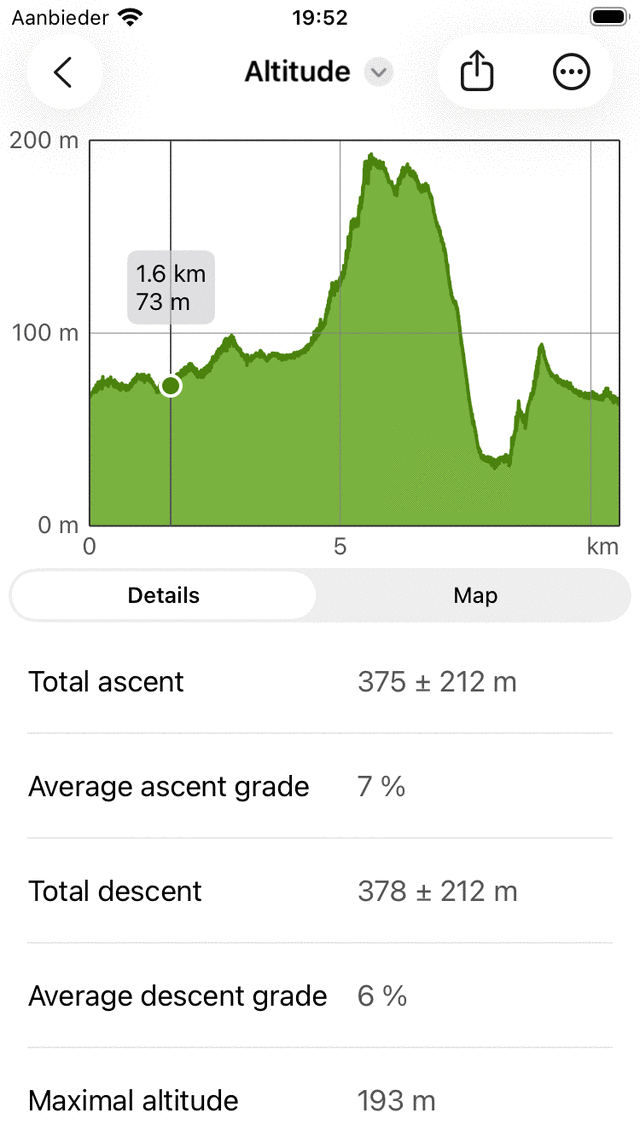 Aanbieder 19:52
Altitude
200 m
1.6 km
73 m
100 m
0 m
0 5 km
Details Map
Total ascent 375 ± 212 m
Average ascent grade 7 %
Total descent 378 ± 212 m
Average descent grade 6 %
Maximal altitude 193 m